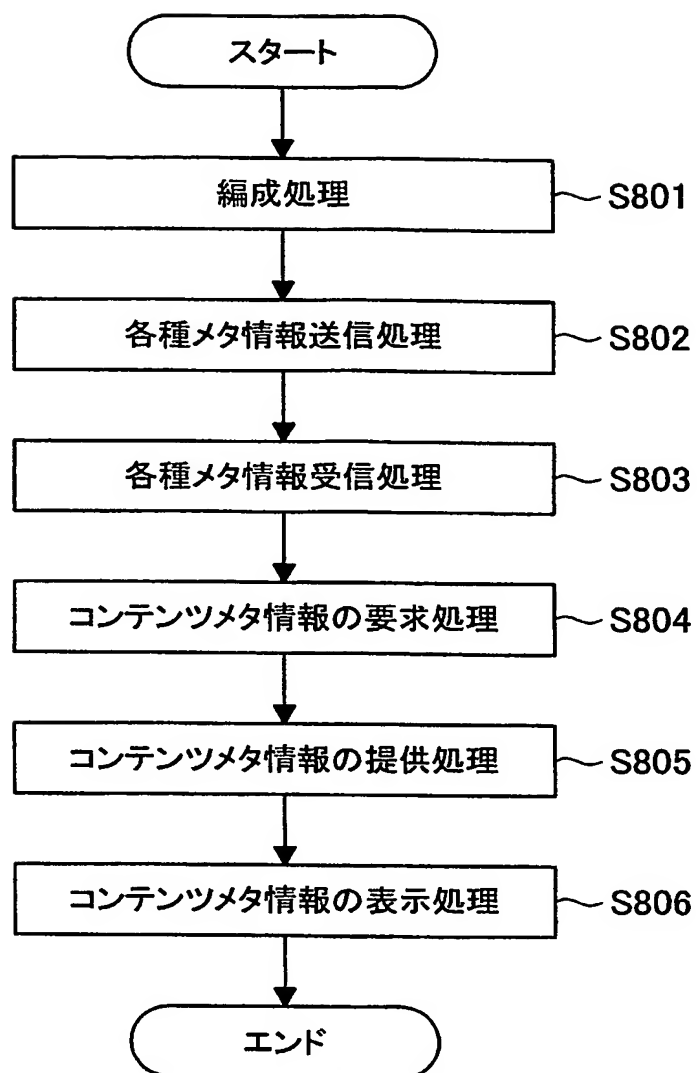 スタート
編成処理 S801
各種メタ情報送信処理 S802
各種メタ情報受信処理 S803
コンテンツメタ情報の要求処理 S804
コンテンツメタ情報の提供処理 S805
コンテンツメタ情報の表示処理 S806
エンド